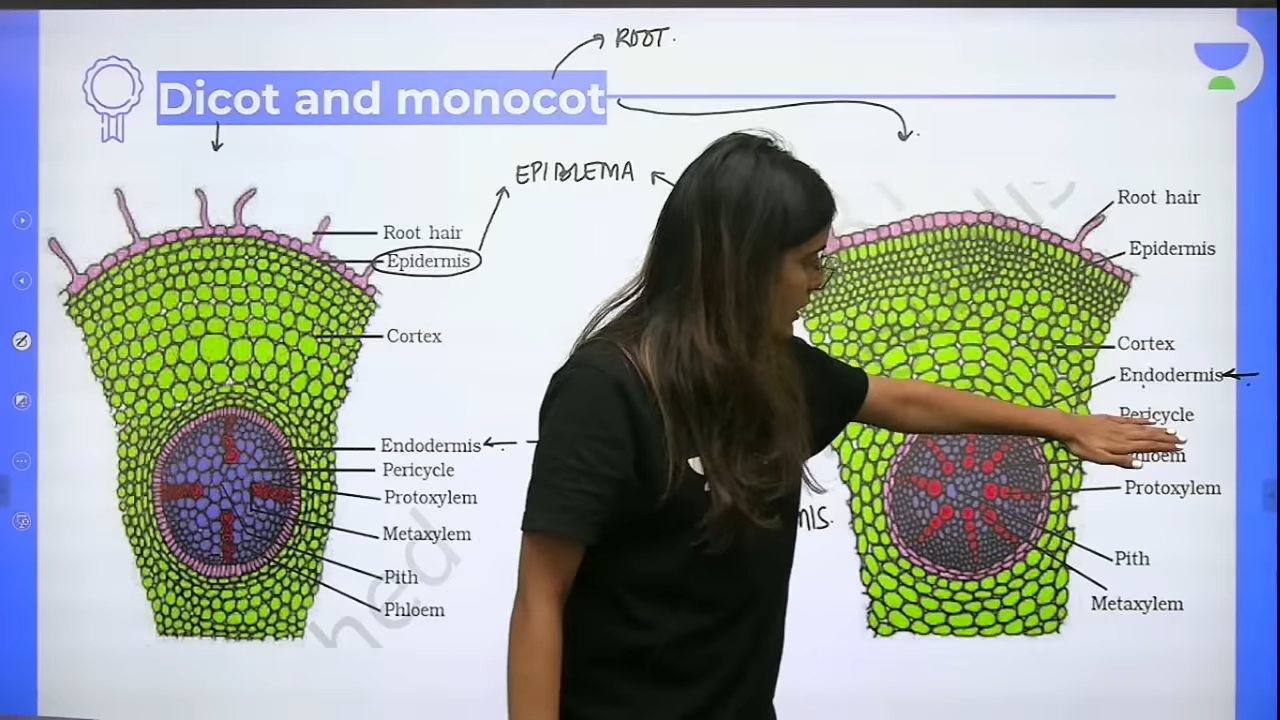 ROOT.
Dicot and monocot
EPIBLEMA
Root hair
Epidermis
Cortex
Endodermis
Pericycle
Protoxylem
Metaxylem
Pith
Phloem
Root hair
Epidermis
Cortex
Endodermis
Pericycle
Protoxylem
Pith
Metaxylem